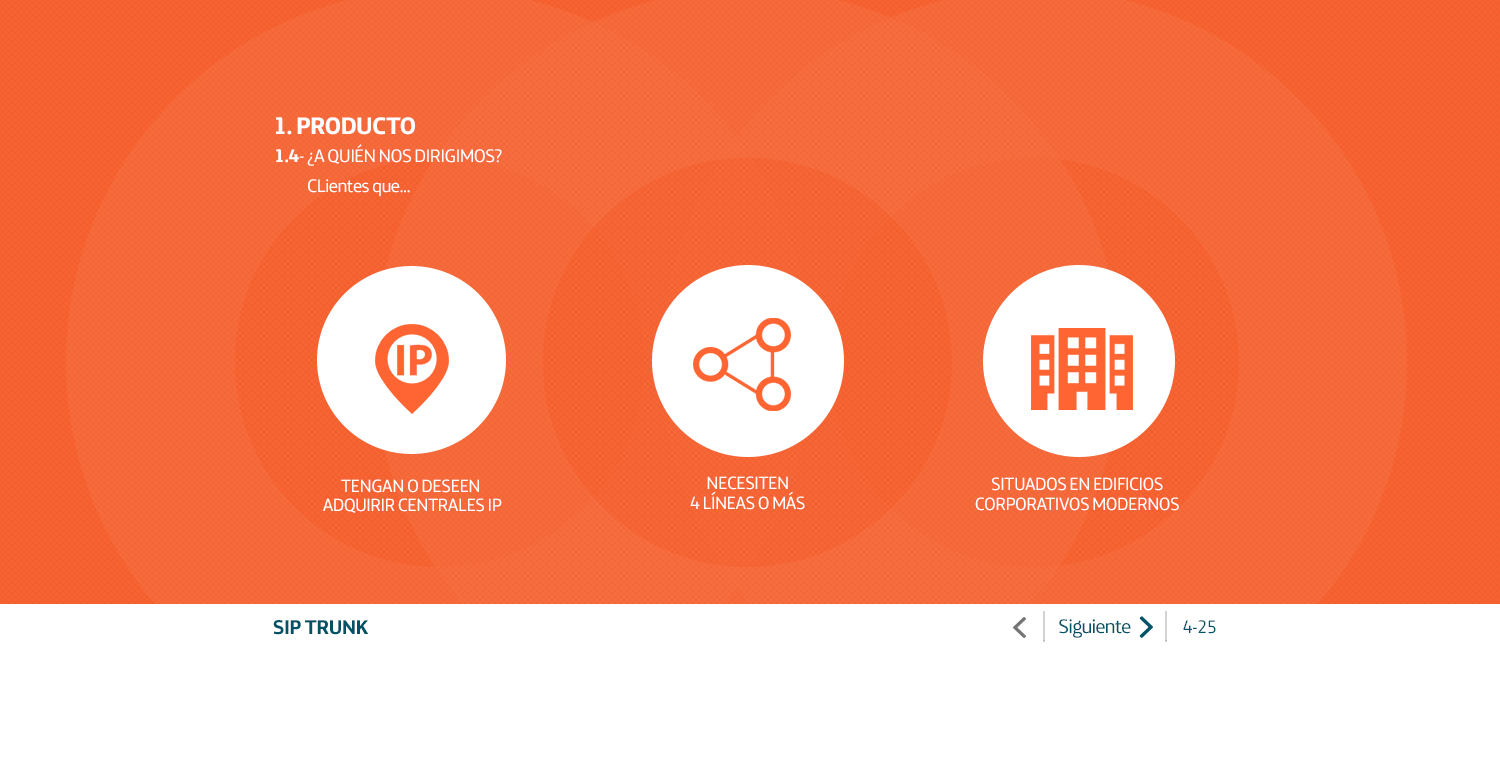 1. PRODUCTO
1.4- ¿A QUIÉN NOS DIRIGIMOS?
CLientes que...
IP
TENGAN O DESEEN
ADQUIRIR CENTRALES IP
NECESITEN
4 LÍNEAS O MÁS
SITUADOS EN EDIFICIOS
CORPORATIVOS MODERNOS
SIP TRUNK
Siguiente
4-25